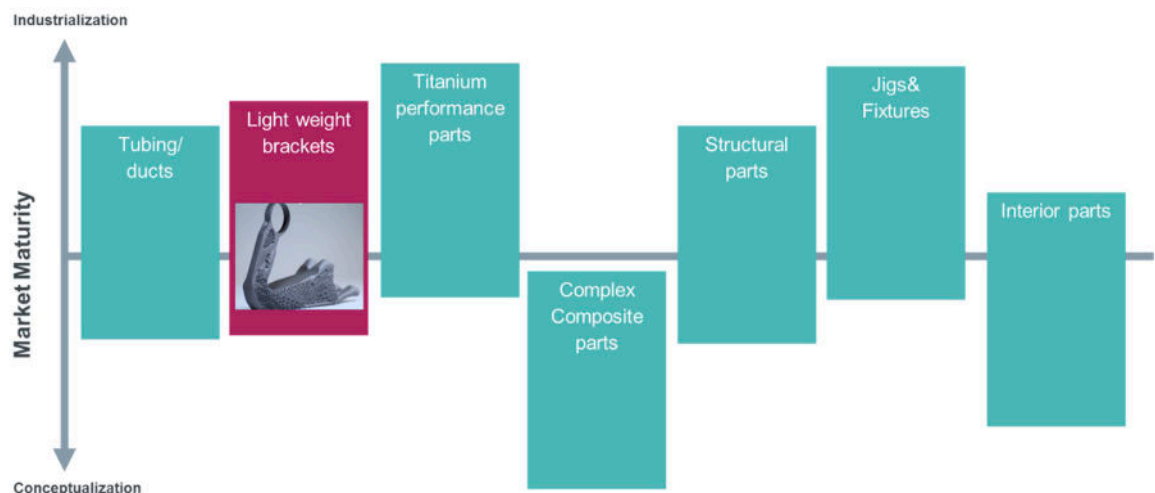 Industrialization
Market Maturity
Tubing/
ducts
Light weight
brackets
Titanium
performance
parts
Complex
Composite
parts
Structural
parts
Jigs&
Fixtures
Interior parts
Conceptualization